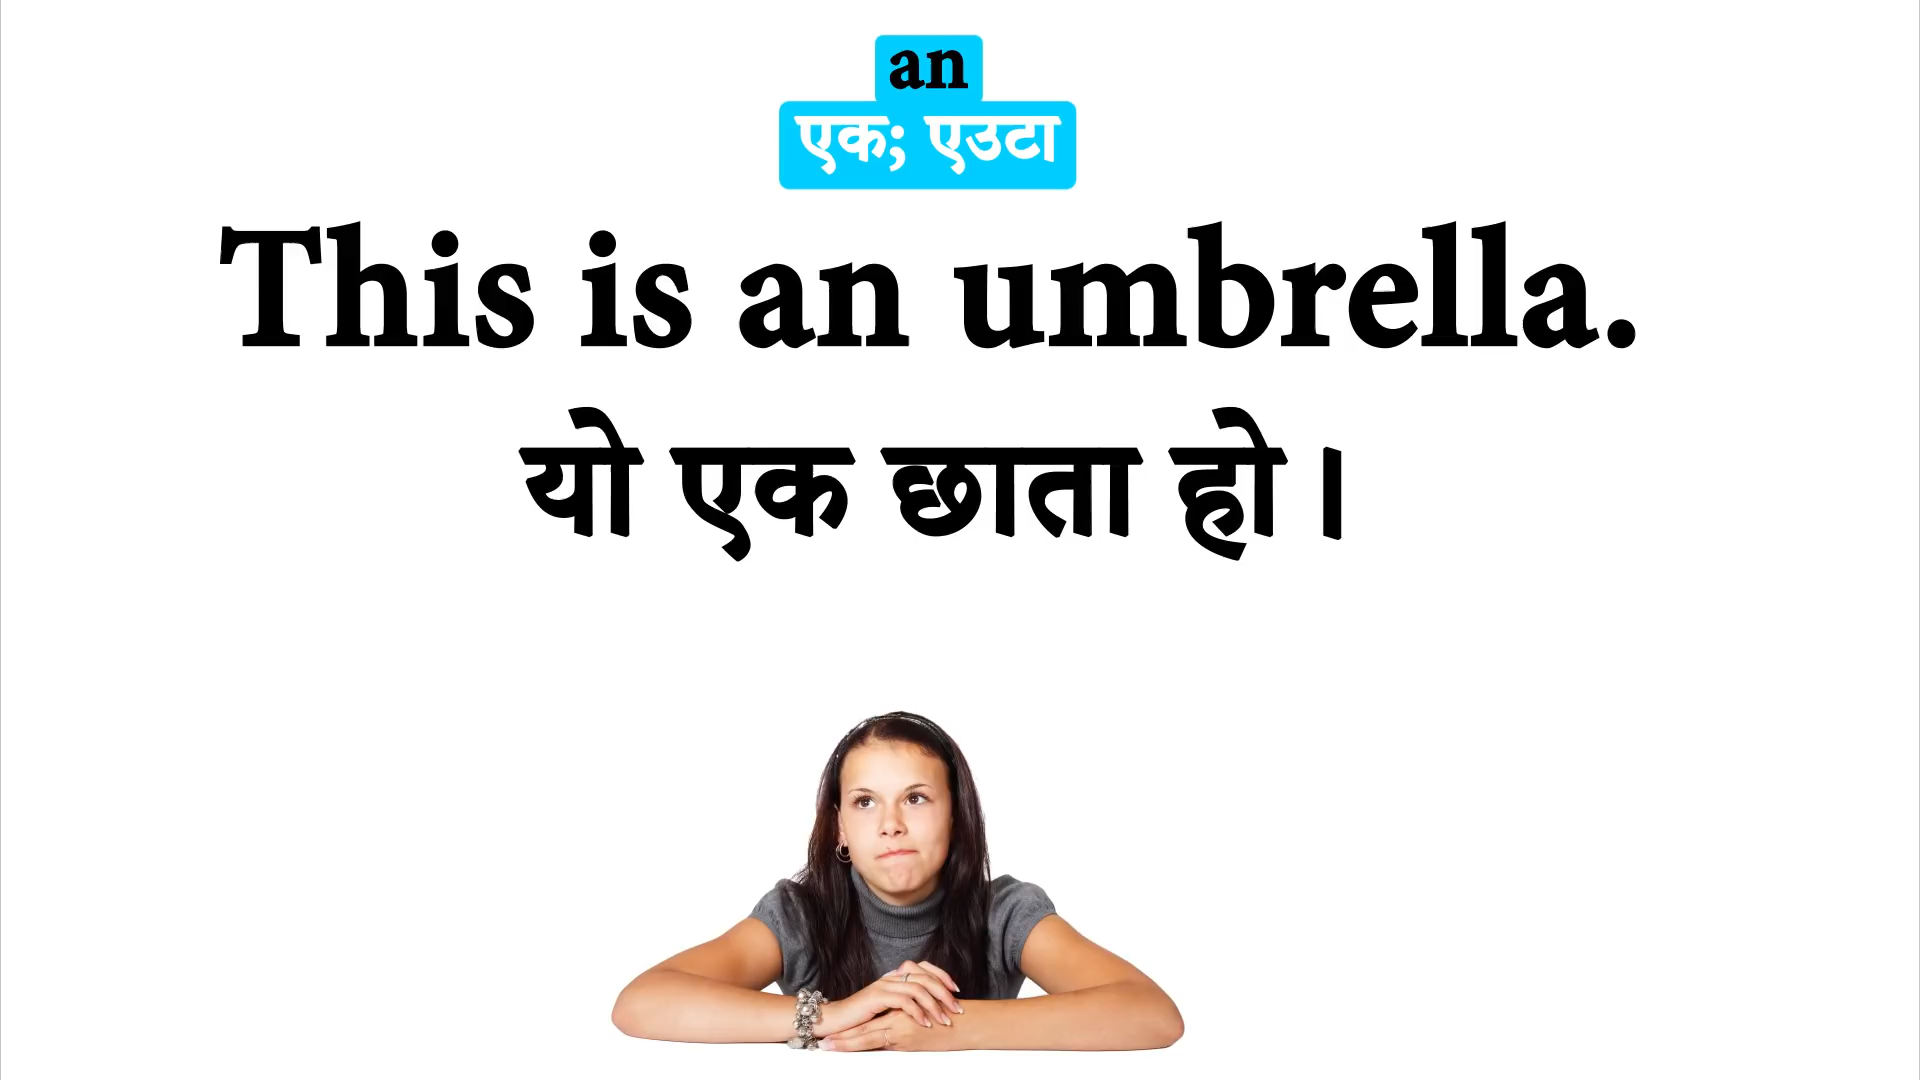 an
एक; एउटा
This is an umbrella.
यो एक छाता हो।